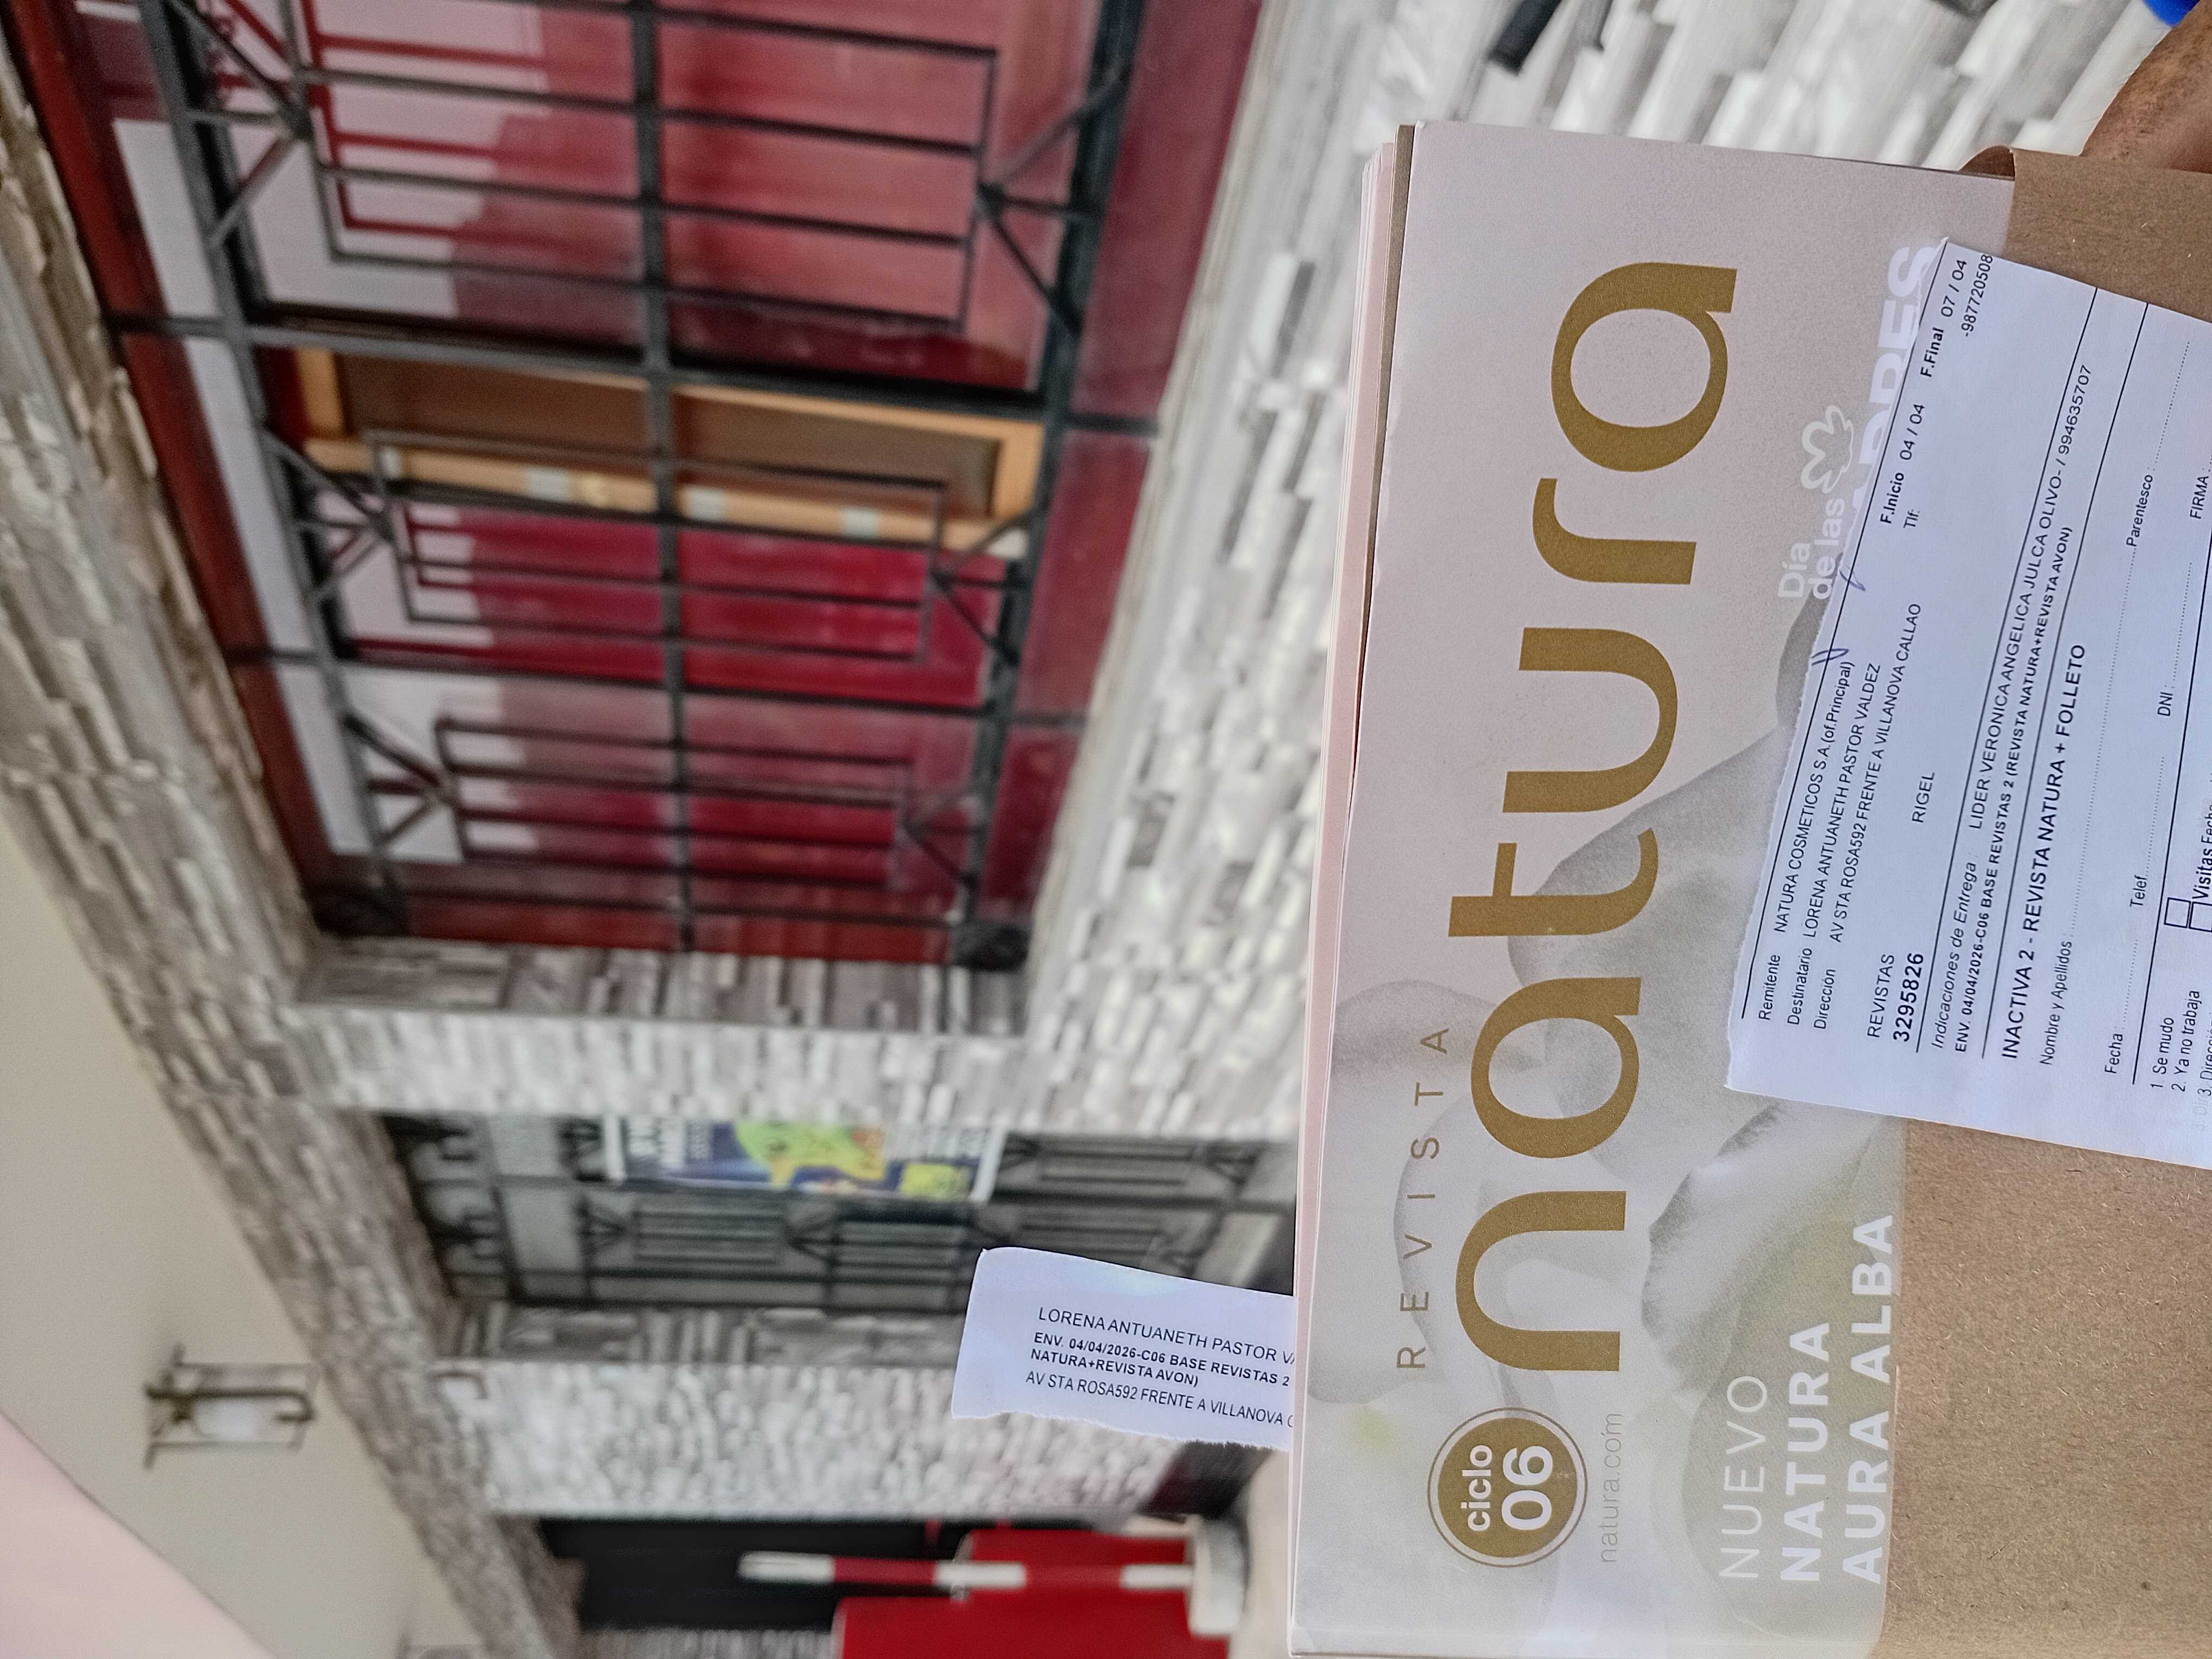 REVISTA
natura
ciclo
06
natura.com
NUEVO
NATURA
AURA ALBA
Día
de las
LORENA ANTUANETH PASTOR
ENV. 04/04/2026-C06 BASE REVISTAS 2
NATURA+REVISTA AVON)
AV STA ROSA592 FRENTE A VILLANOVA
Remitente NATURA COSMETICOS S.A.(of.Principal) F.Inicio 04 / 04 F.Final 07 / 04
Destinatario LORENA ANTUANETH PASTOR VALDEZ Tlf: -987720508
Dirección AV STA ROSA592 FRENTE A VILLANOVA CALLAO
REVISTAS RIGEL
3295826
Indicaciones de Entrega LIDER VERONICA ANGELICA JULCA OLIVO- / 994635707
ENV. 04/04/2026-C06 BASE REVISTAS 2 (REVISTA NATURA+REVISTA AVON)
INACTIVA 2 - REVISTA NATURA + FOLLETO
Nombre y Apellidos : Parentesco :
Fecha : Telef. DNI : FIRMA:
1. Se mudo
2. Ya no trabaja
Visitas